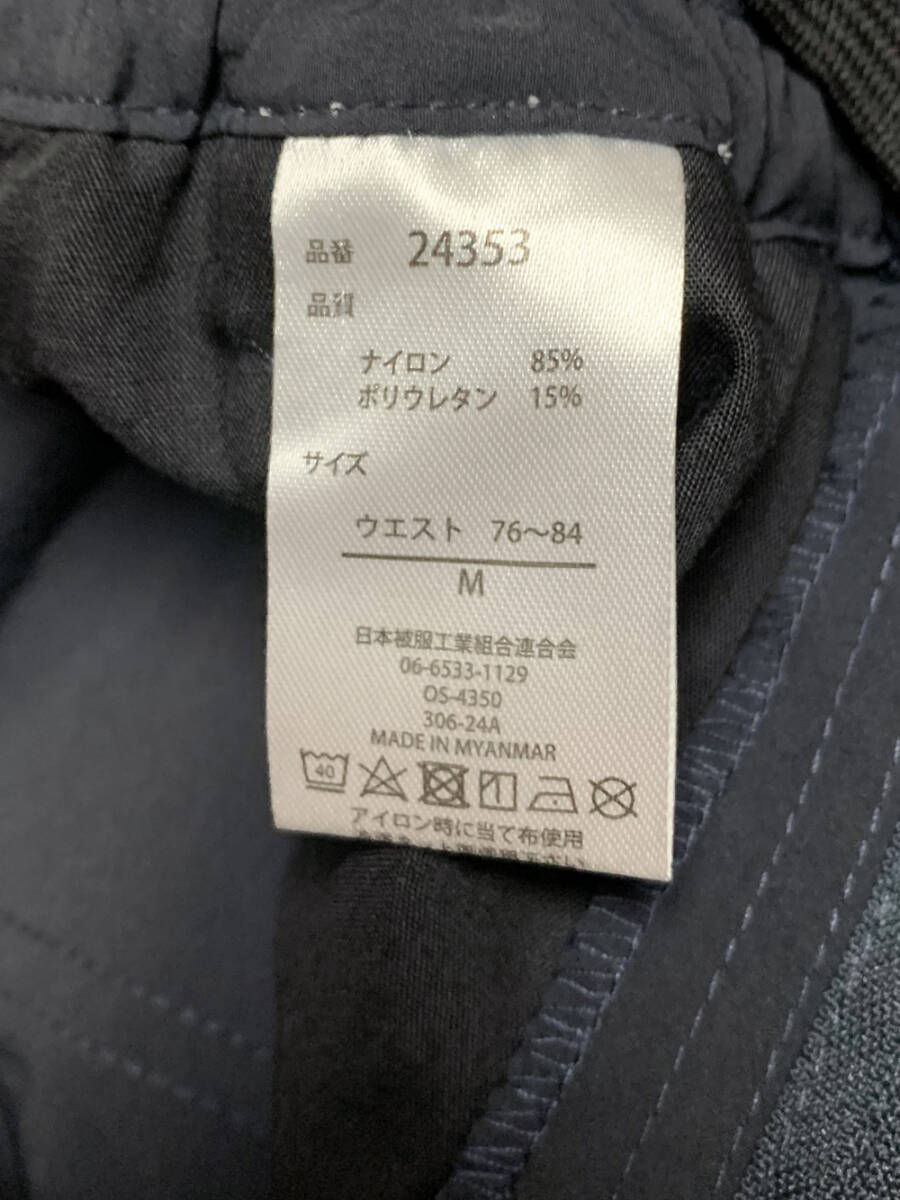 品番 24353
品質
ナイロン 85%
ポリウレタン 15%
サイズ
ウエスト 76～84
M
日本被服工業組合連合会
06-6533-1129
OS-4350
306-24A
MADE IN MYANMAR
40
アイロン時に当て布使用